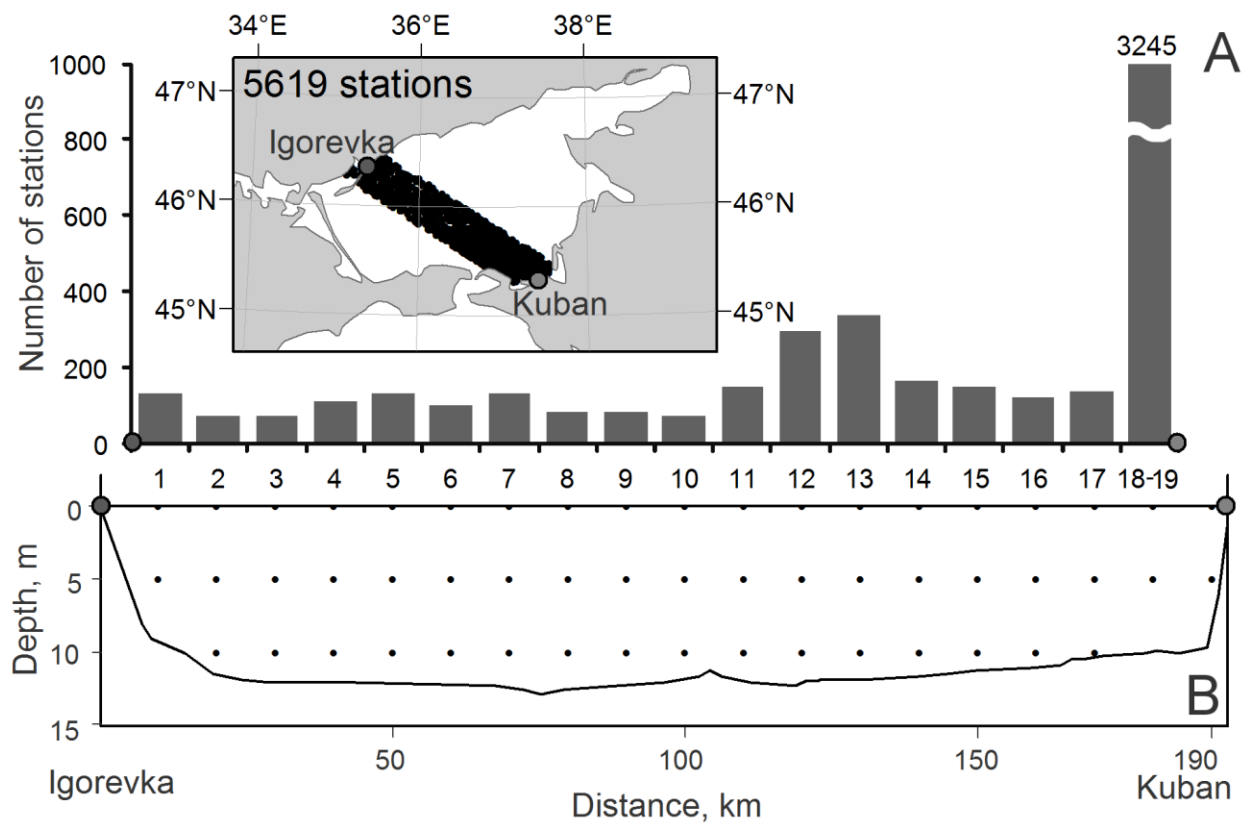 34°E 36°E 38°E
3245
A
1000
800
600
400
200
0
Number of stations
5619 stations
47°N
46°N
45°N
47°N
46°N
45°N
Igorevka
Kuban
1 2 3 4 5 6 7 8 9 10 11 12 13 14 15 16 17 18-19
0
5
10
15
Depth, m
B
50 100 150 190
Igorevka Kuban
Distance, km